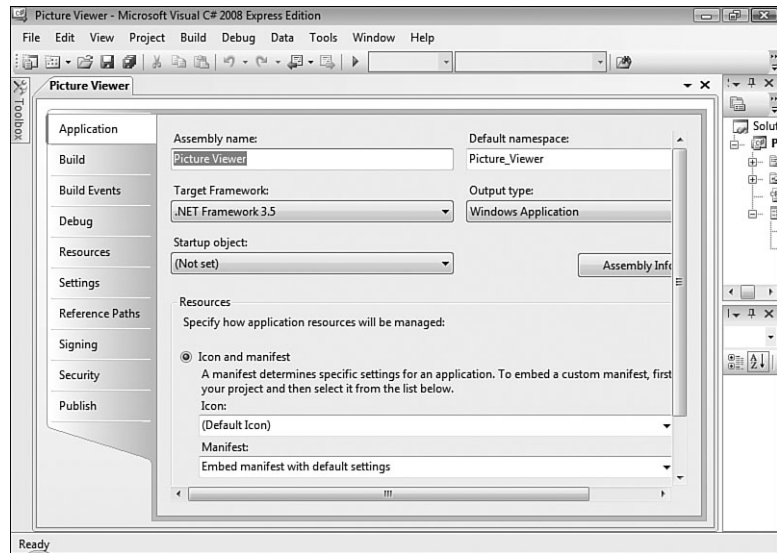 Picture Viewer - Microsoft Visual C# 2008 Express Edition
File Edit View Project Build Debug Data Tools Window Help
Toolbox
Picture Viewer
Application
Build
Build Events
Debug
Resources
Settings
Reference Paths
Signing
Security
Publish
Assembly name:
Default namespace:
Picture Viewer
Picture_Viewer
Target Framework:
Output type:
.NET Framework 3.5
Windows Application
Startup object:
(Not set)
Assembly Info
Resources
Specify how application resources will be managed:
Icon and manifest
A manifest determines specific settings for an application. To embed a custom manifest, first
your project and then select it from the list below.
Icon:
(Default Icon)
Manifest:
Embed manifest with default settings
Solut
P
Ready